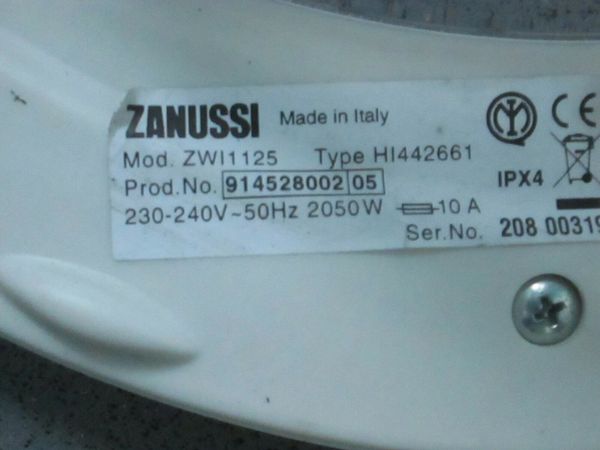 ZANUSSI Made in Italy
Mod. ZWI1125 Type HI442661
Prod.No. 914528002 05
IPX4
230-240V~50Hz 2050W 10 A
Ser.No. 208 00319